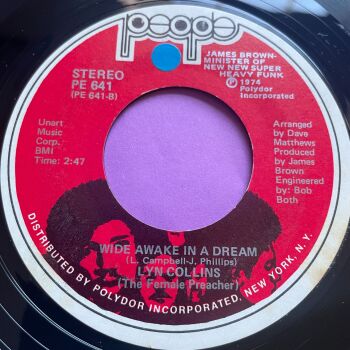 people
STEREO
PE 641
(PE 641-B)
JAMES BROWN-
MINISTER OF
NEW NEW SUPER
HEAVY FUNK
℗ 1974
Polydor
Incorporated
Unart
Music
Corp.
BMI
Time: 2:47
Arranged
by Dave
Matthews
Produced
by James
Brown
Engineered
by: Bob
Both
WIDE AWAKE IN A DREAM
(L. Campbell-J. Phillips)
LYN COLLINS
(The Female Preacher)
DISTRIBUTED BY POLYDOR INCORPORATED, NEW YORK, N.Y.